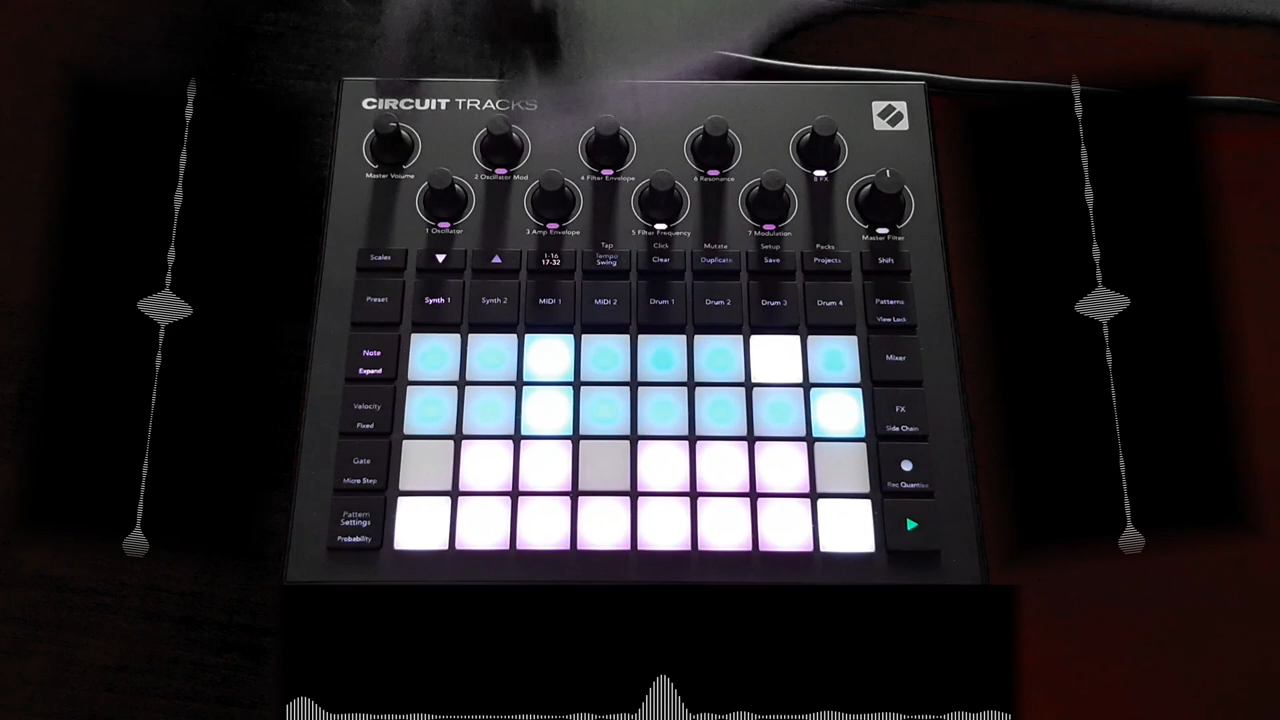 CIRCUIT TRACKS
Master Volume
2 Oscillator Mod
4 Filter Envelope
6 Resonance
8 FX
1 Oscillator
3 Amp Envelope
5 Filter Frequency
7 Modulation
Master Filter
Tap
Click
Mutate
Setup
Packs
Scales
1-16
17-32
Tempo
Swing
Clear
Duplicate
Save
Projects
Shift
Preset
Synth 1
Synth 2
MIDI 1
MIDI 2
Drum 1
Drum 2
Drum 3
Drum 4
Patterns
View Lock
Note
Expand
Mixer
Velocity
Fixed
FX
Side Chain
Gate
Micro Step
Rec Quantise
Pattern
Settings
Probability